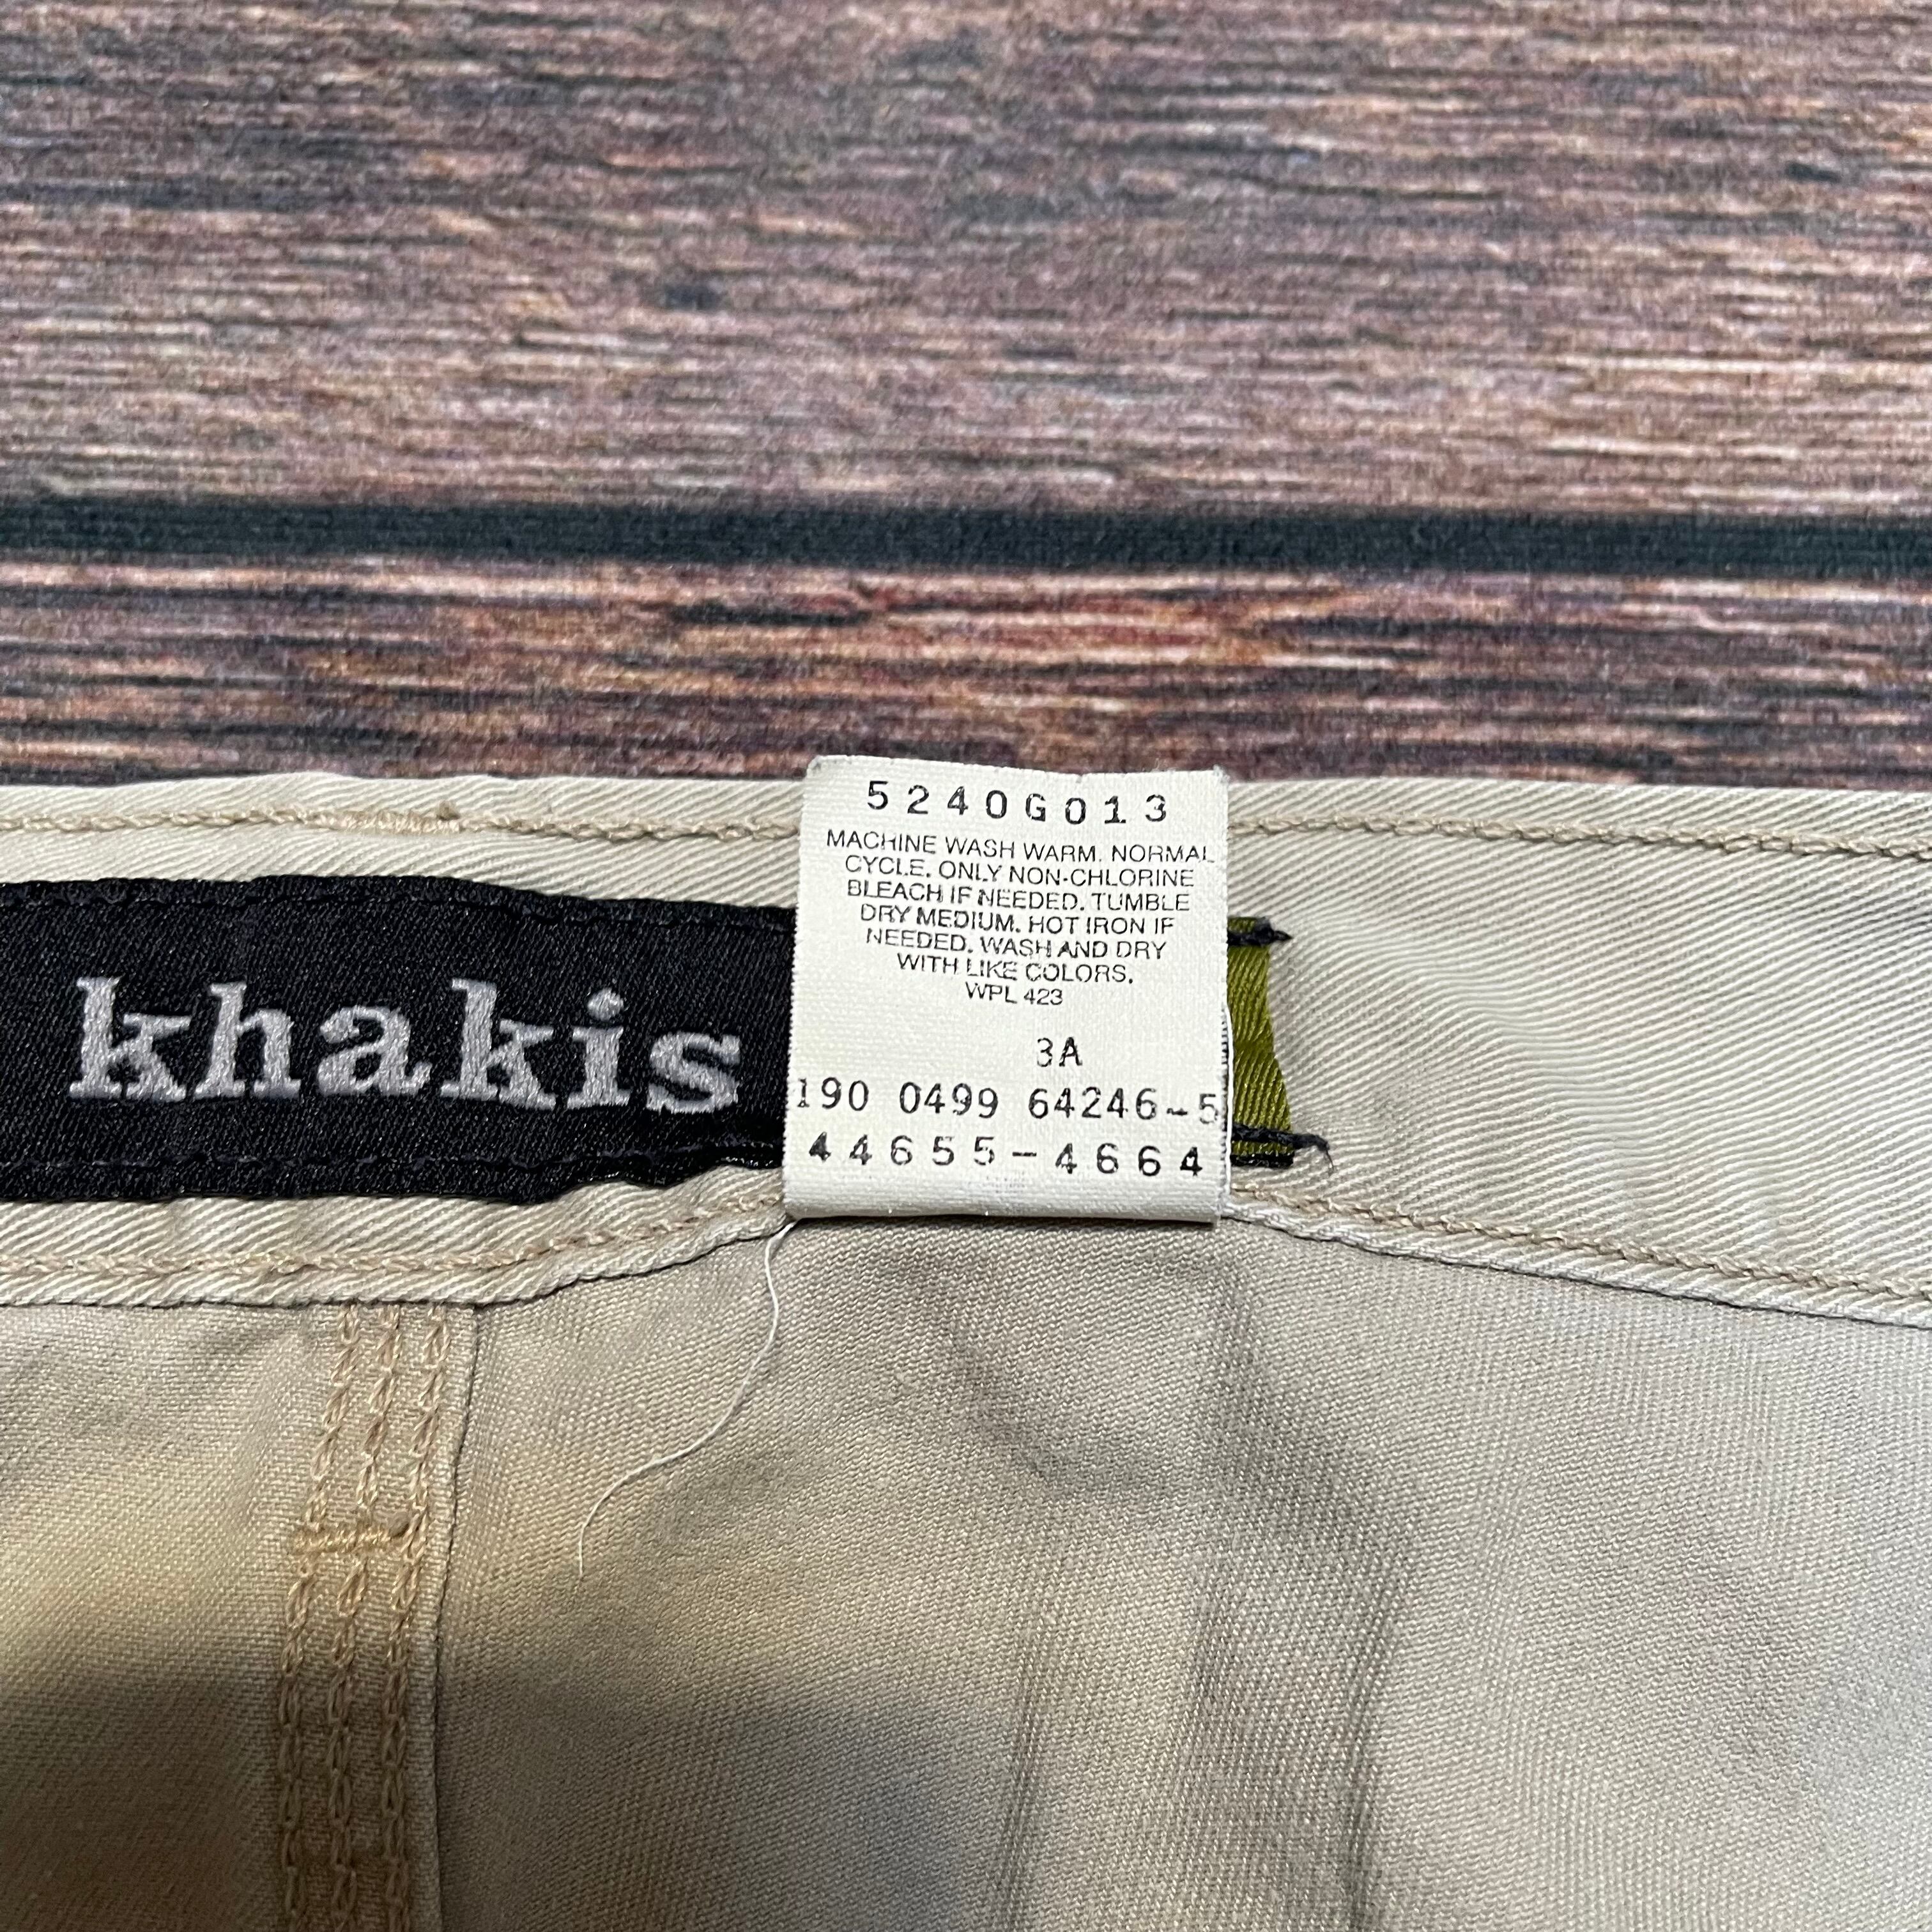 khakis
5240G013
MACHINE WASH WARM. NORMAL
CYCLE. ONLY NON-CHLORINE
BLEACH IF NEEDED. TUMBLE
DRY MEDIUM. HOT IRON IF
NEEDED. WASH AND DRY
WITH LIKE COLORS.
WPL 423
3A
190 0499 64246-5
44655-4664